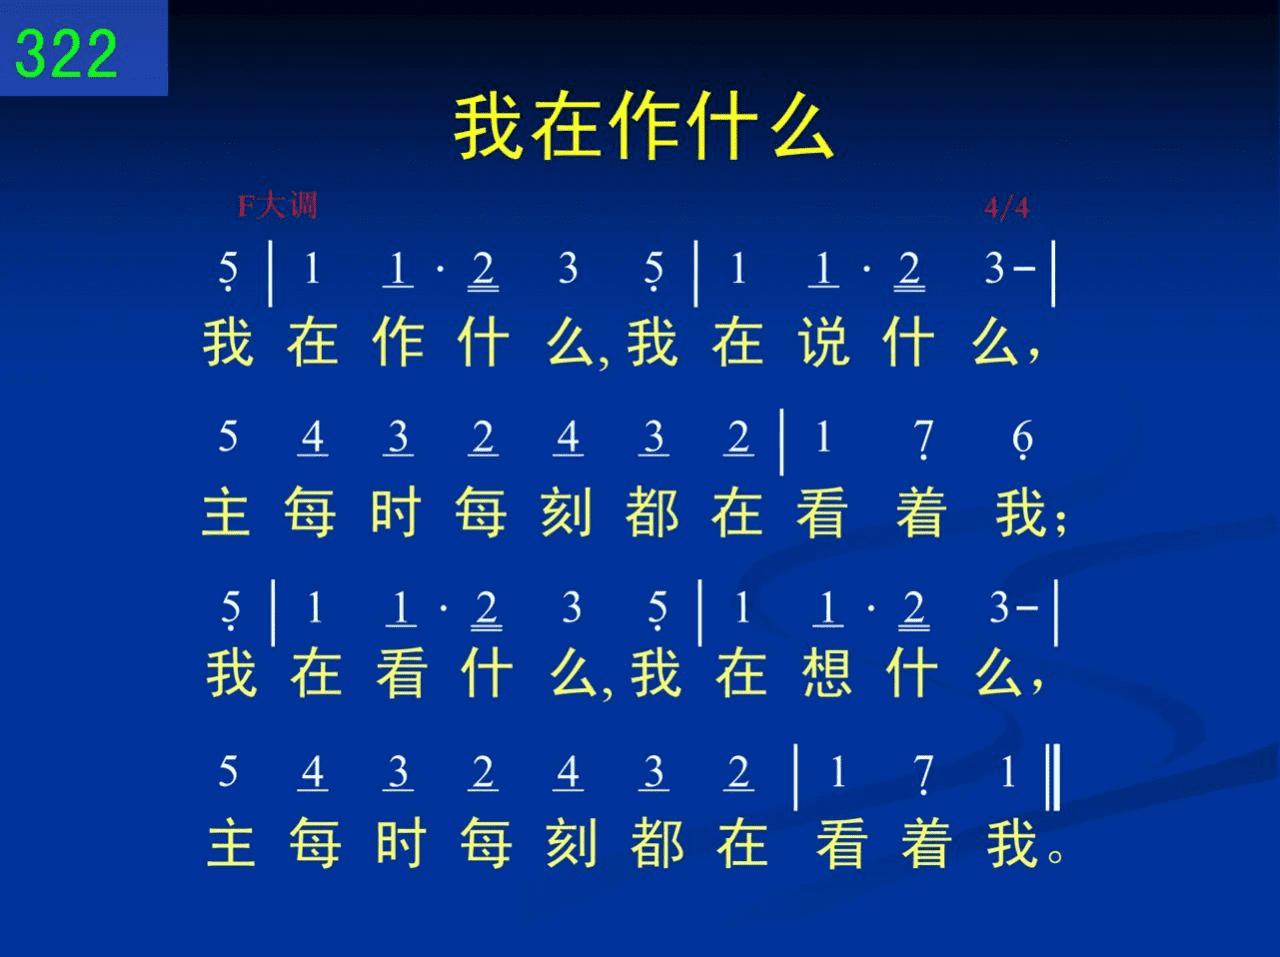 322
我在作什么
F大调 4/4
5̣ | 1 1 · 2 3 5̣ | 1 1 · 2 3 – |
我 在 作 什 么, 我 在 说 什 么，
5 4 3 2 4 3 2 | 1 7̣ 6̣
主 每 时 每 刻 都 在 看 着 我；
5̣ | 1 1 · 2 3 5̣ | 1 1 · 2 3 – |
我 在 看 什 么, 我 在 想 什 么，
5 4 3 2 4 3 2 | 1 7̣ 1 ‖
主 每 时 每 刻 都 在 看 着 我。